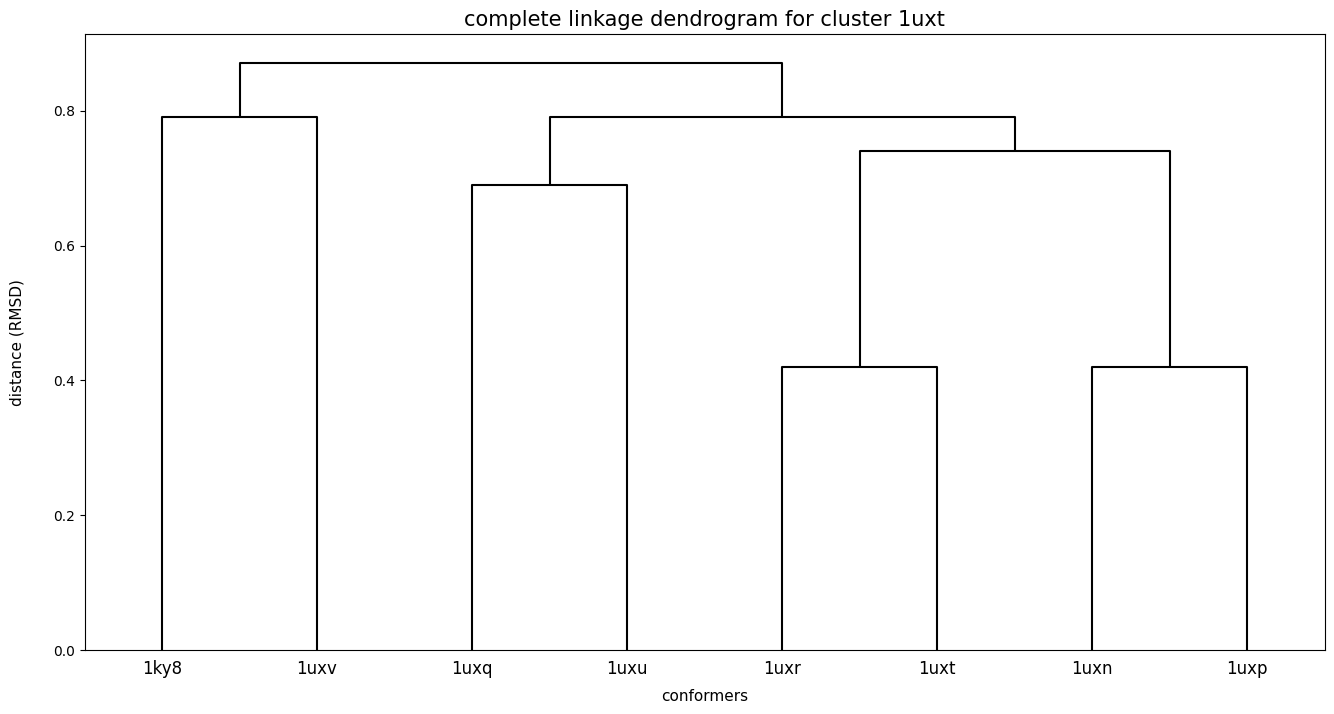 complete linkage dendrogram for cluster 1uxt
distance (RMSD)
0.8
0.6
0.4
0.2
0.0
1ky8 1uxv 1uxq 1uxu 1uxr 1uxt 1uxn 1uxp
conformers